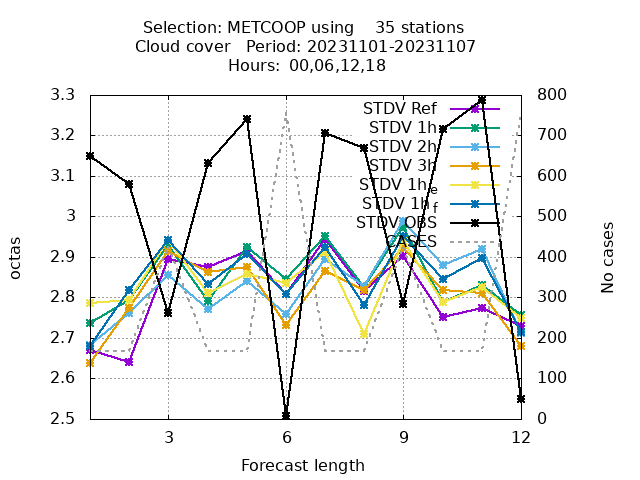 Selection: METCOOP using 35 stations
Cloud cover Period: 20231101-20231107
Hours: 00,06,12,18
3.3
3.2
3.1
3
2.9
2.8
2.7
2.6
2.5
octas
800
700
600
500
400
300
200
100
0
No cases
STDV Ref
STDV 1h
STDV 2h
STDV 3h
STDV 1h_e
STDV 1h_f
STDV OBS
CASES
3 6 9 12
Forecast length